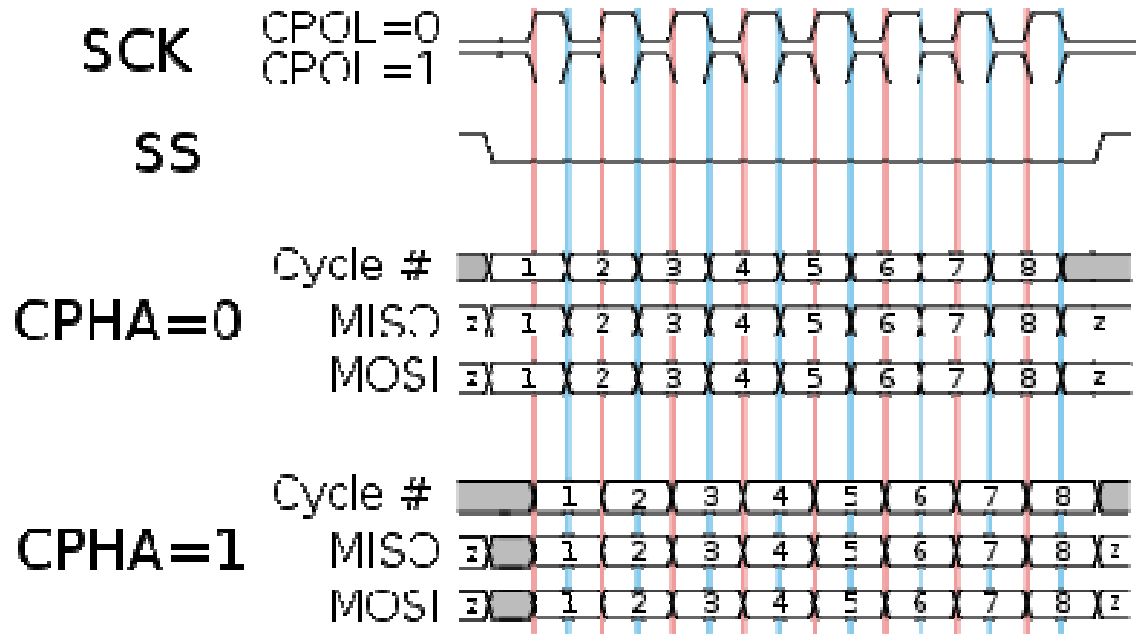 SCK CPOL=0
CPOL=1
SS
Cycle # 1 2 3 4 5 6 7 8
CPHA=0 MISO z 1 2 3 4 5 6 7 8 z
MOSI z 1 2 3 4 5 6 7 8 z
Cycle # 1 2 3 4 5 6 7 8
CPHA=1 MISO z 1 2 3 4 5 6 7 8 z
MOSI z 1 2 3 4 5 6 7 8 z